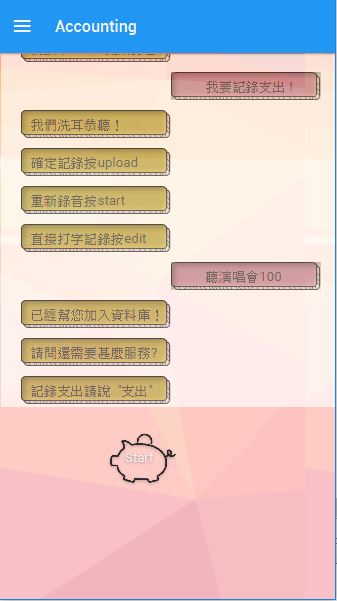 Accounting
我要記錄支出！
我們洗耳恭聽！
確定記錄按upload
重新錄音按start
直接打字記錄按edit
聽演唱會100
已經幫您加入資料庫！
請問還需要甚麼服務?
記錄支出請說 "支出"
Start